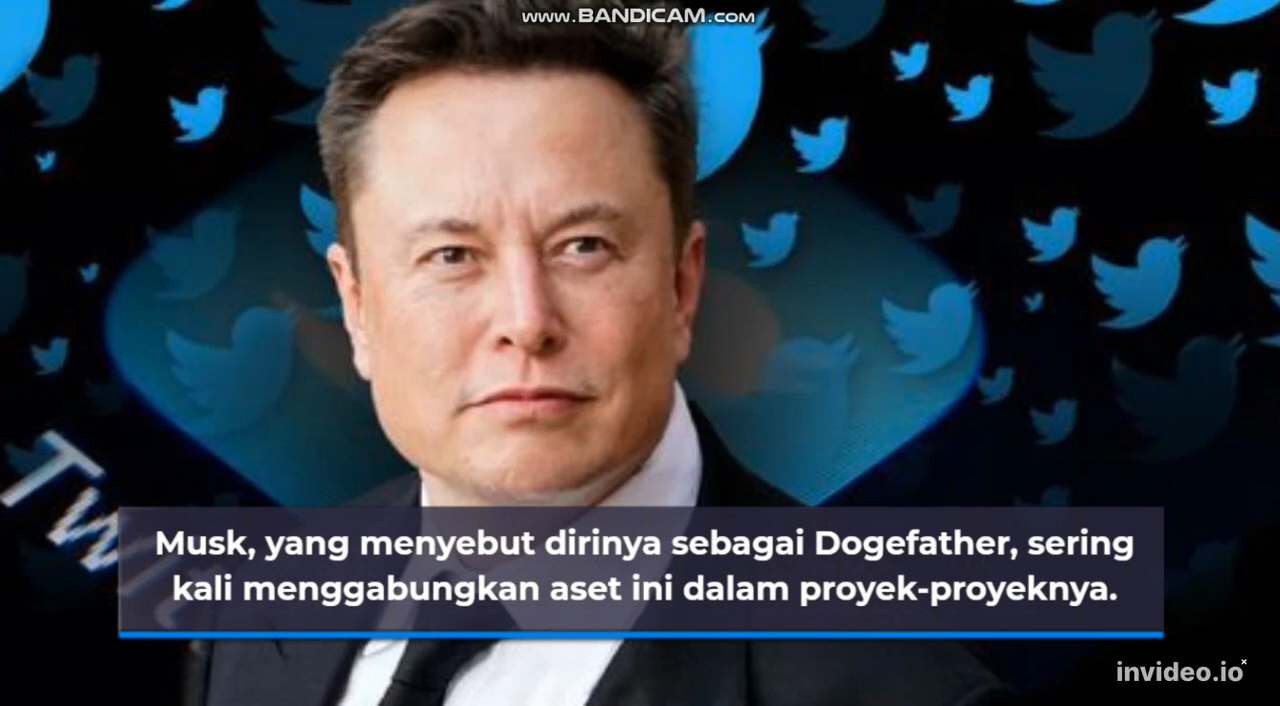 www.BANDICAM.com
Twit
Musk, yang menyebut dirinya sebagai Dogefather, sering
kali menggabungkan aset ini dalam proyek-proyeknya.
invideo.io